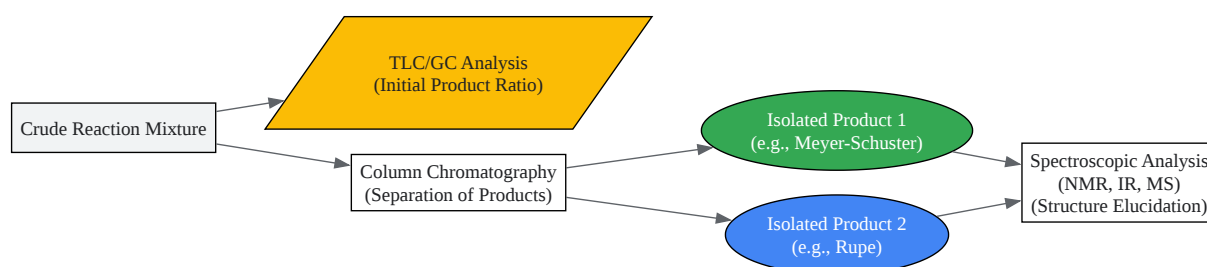 Crude Reaction Mixture
TLC/GC Analysis
(Initial Product Ratio)
Column Chromatography
(Separation of Products)
Isolated Product 1
(e.g., Meyer-Schuster)
Isolated Product 2
(e.g., Rupe)
Spectroscopic Analysis
(NMR, IR, MS)
(Structure Elucidation)